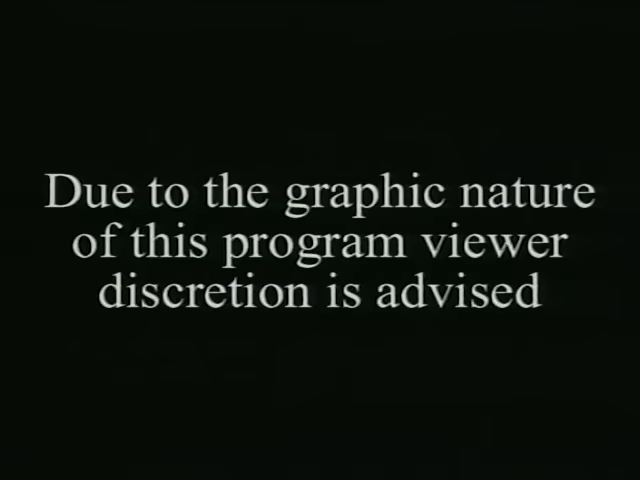 Due to the graphic nature
of this program viewer
discretion is advised